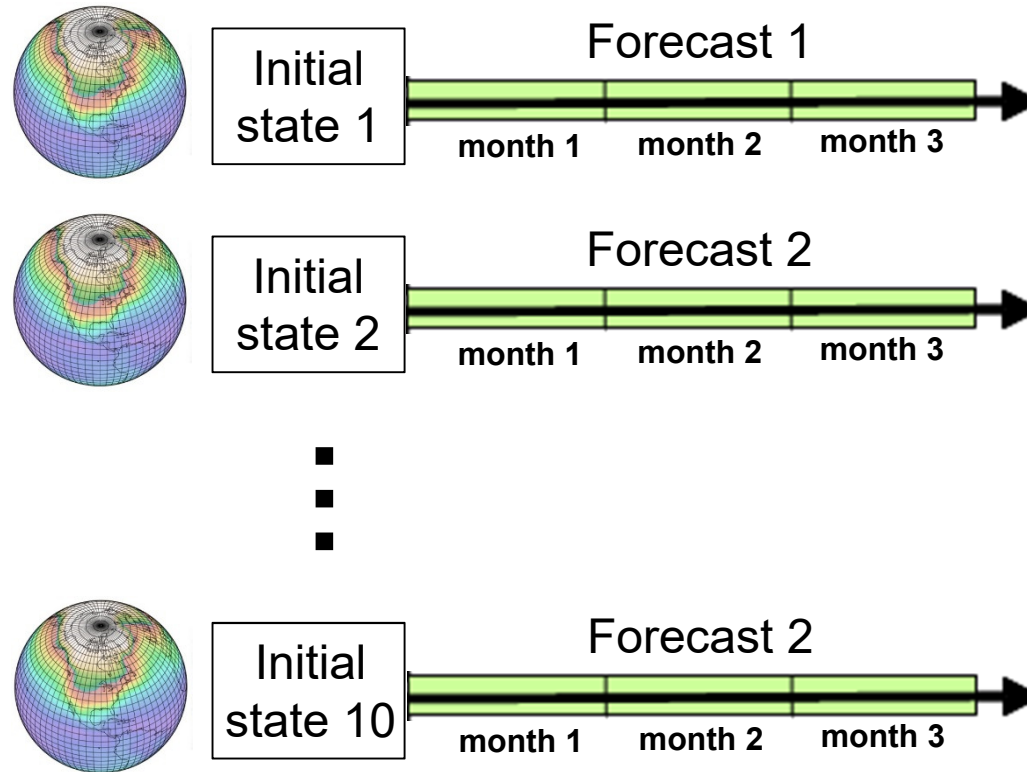 Forecast 1
Initial
state 1
month 1 month 2 month 3
Forecast 2
Initial
state 2
month 1 month 2 month 3
Forecast 2
Initial
state 10
month 1 month 2 month 3